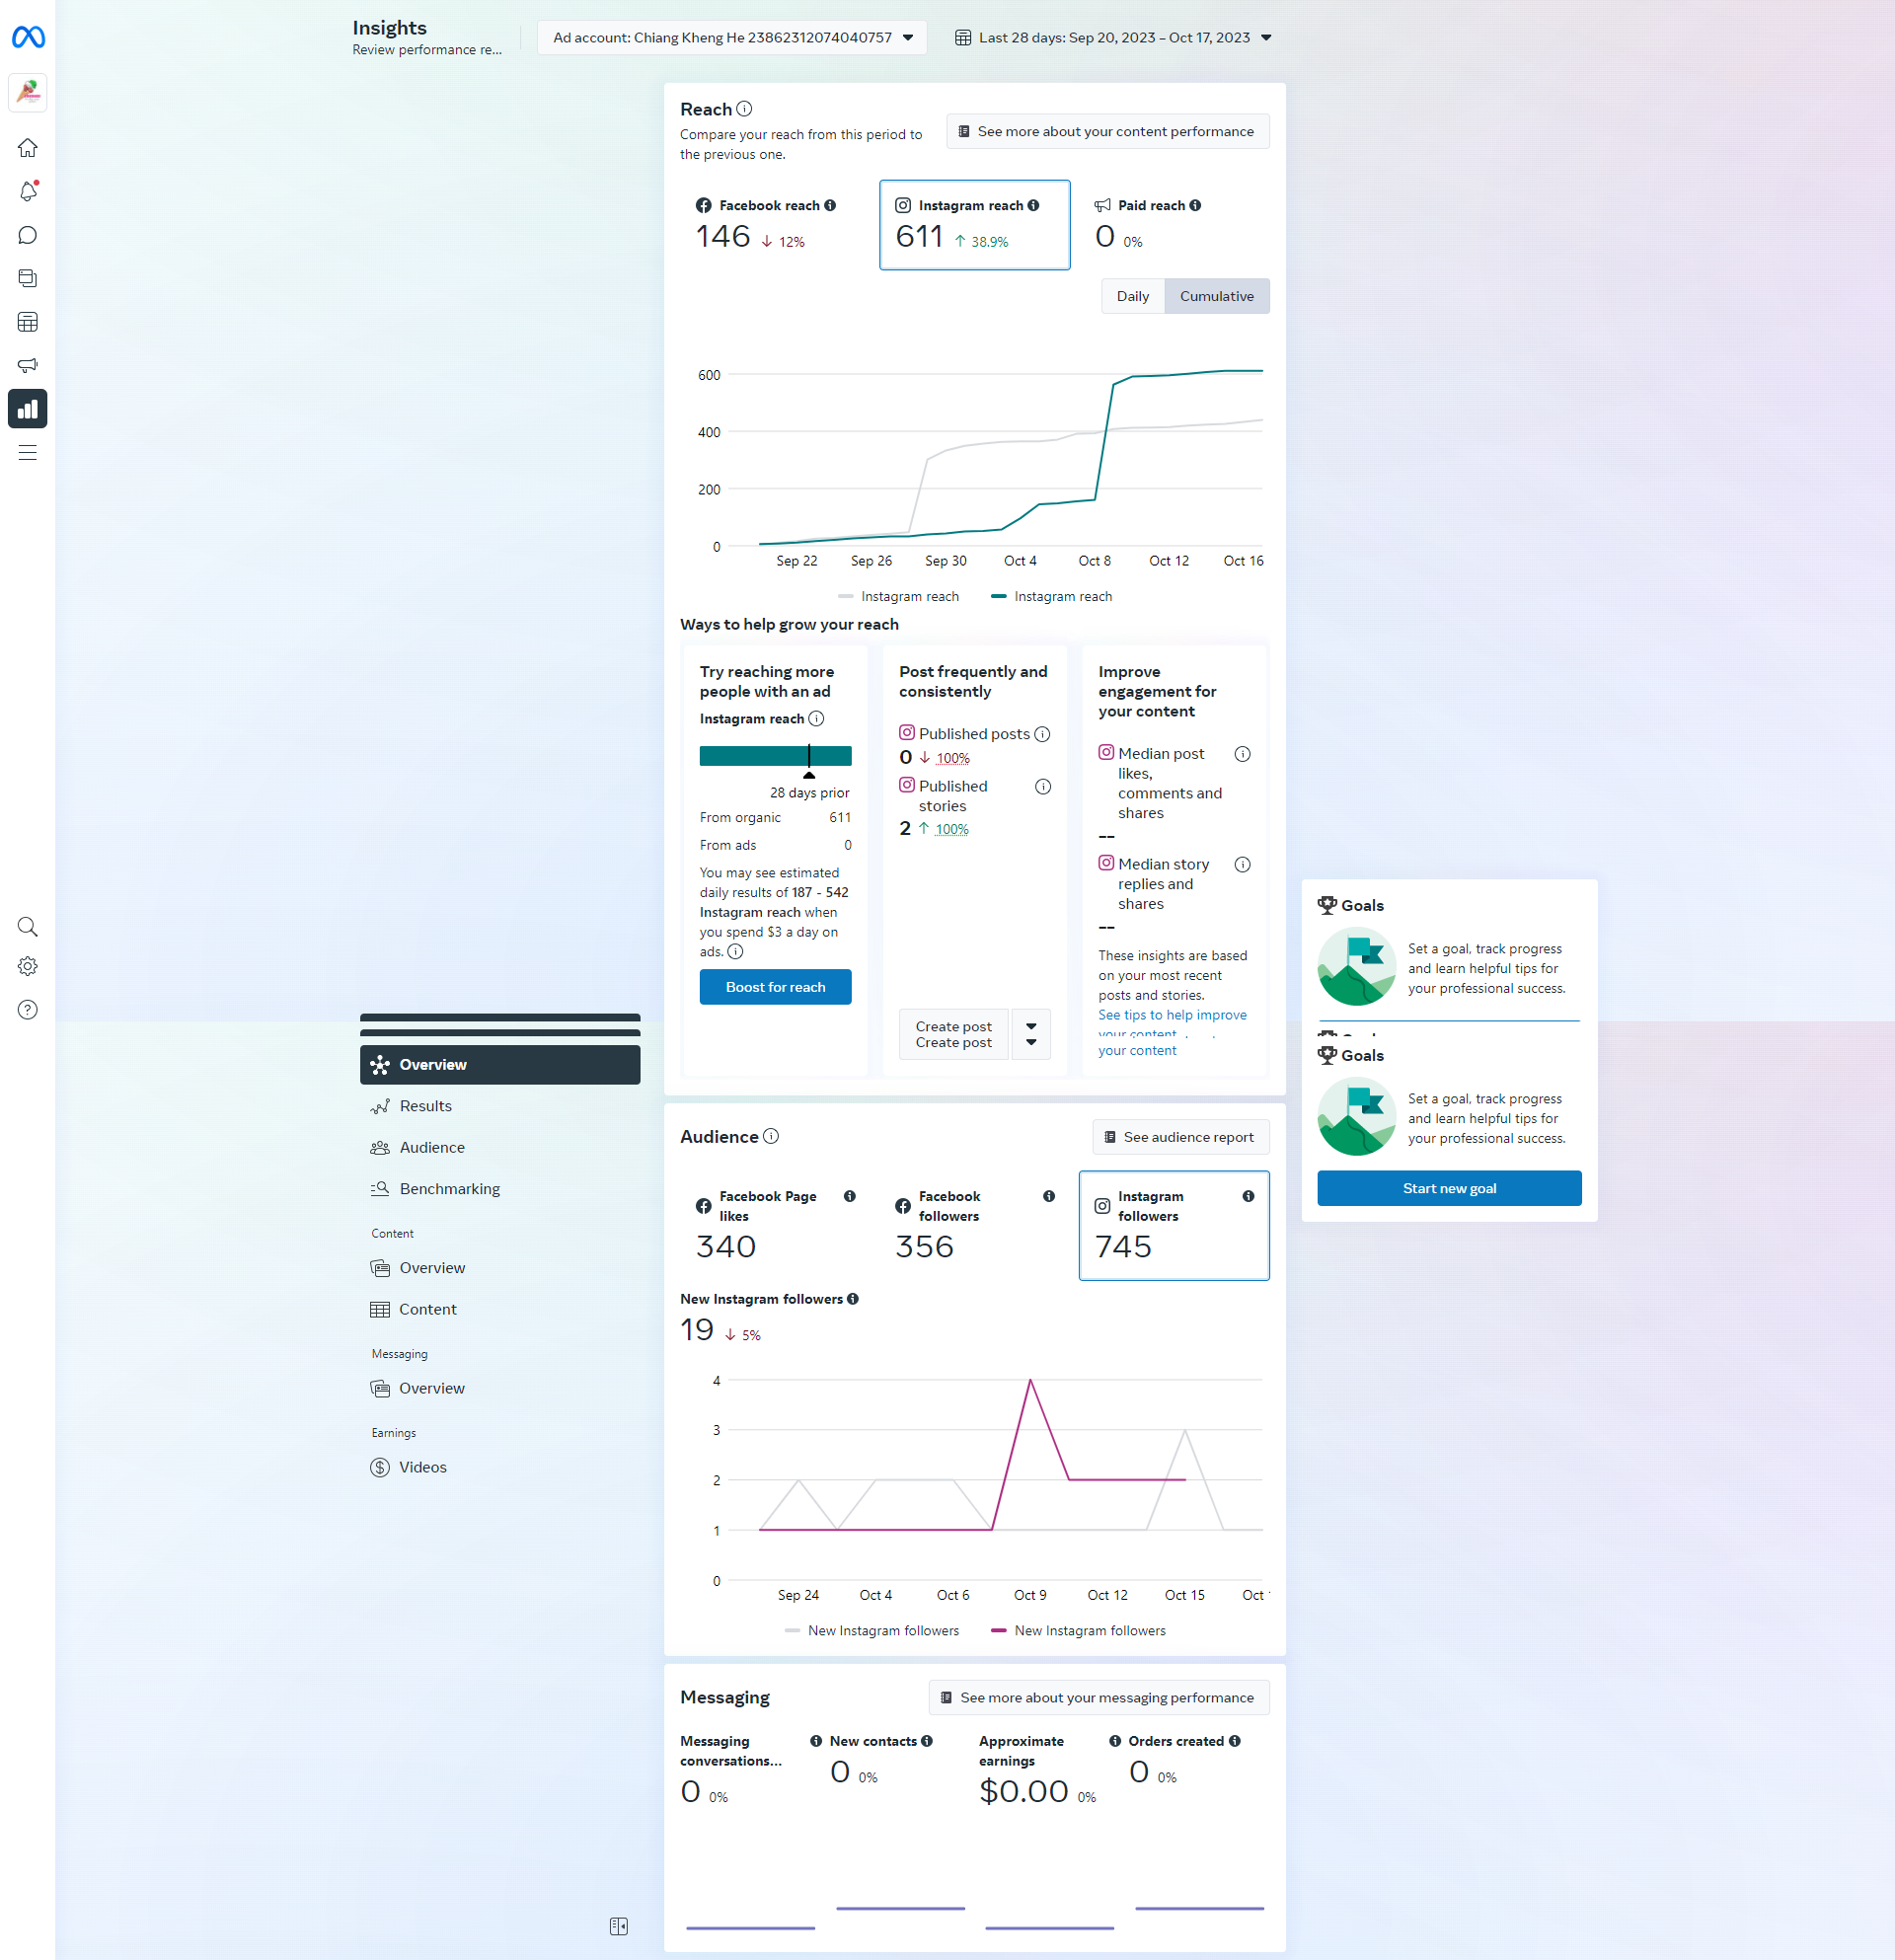 Insights
Review performance re...
Ad account: Chiang Kheng He 23862312074040757
Last 28 days: Sep 20, 2023 – Oct 17, 2023
Reach
Compare your reach from this period to
the previous one.
See more about your content performance
Facebook reach
146 ↓ 12%
Instagram reach
611 ↑ 38.9%
Paid reach
0 0%
Daily
Cumulative
600
400
200
0
Sep 22 Sep 26 Sep 30 Oct 4 Oct 8 Oct 12 Oct 16
Instagram reach Instagram reach
Ways to help grow your reach
Try reaching more
people with an ad
Instagram reach
28 days prior
From organic 611
From ads 0
You may see estimated
daily results of 187 - 542
Instagram reach when
you spend $3 a day on
ads.
Boost for reach
Post frequently and
consistently
Published posts
0 ↓ 100%
Published
stories
2 ↑ 100%
Create post
Create post
Improve
engagement for
your content
Median post
likes,
comments and
shares
--
Median story
replies and
shares
--
These insights are based
on your most recent
posts and stories.
See tips to help improve
your content
your content
Goals
Set a goal, track progress
and learn helpful tips for
your professional success.
Goals
Set a goal, track progress
and learn helpful tips for
your professional success.
Start new goal
Overview
Results
Audience
Benchmarking
Content
Overview
Content
Messaging
Overview
Earnings
Videos
Audience
See audience report
Facebook Page
likes
340
Facebook
followers
356
Instagram
followers
745
New Instagram followers
19 ↓ 5%
4
3
2
1
0
Sep 24 Oct 4 Oct 6 Oct 9 Oct 12 Oct 15 Oct
New Instagram followers New Instagram followers
Messaging
See more about your messaging performance
Messaging
conversations...
0 0%
New contacts
0 0%
Approximate
earnings
$0.00 0%
Orders created
0 0%